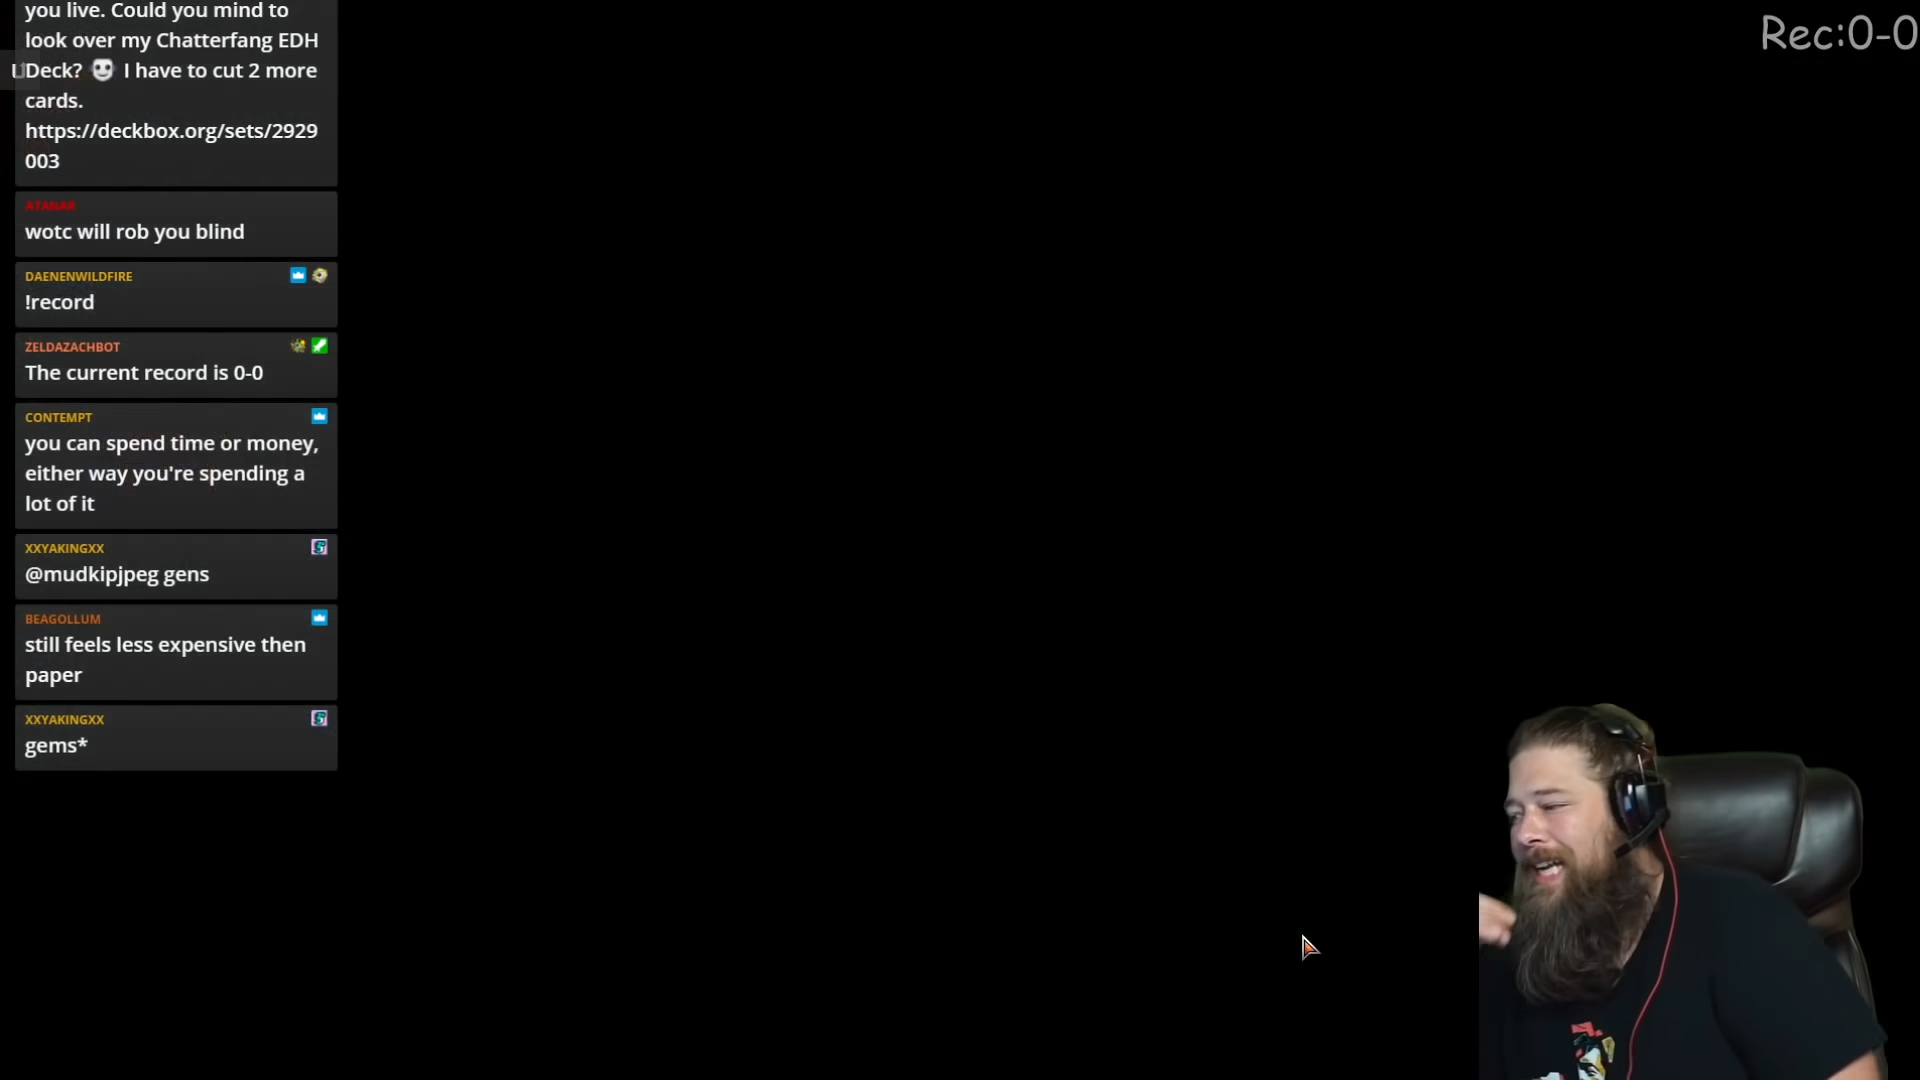 you live. Could you mind to
Rec:0-0
look over my Chatterfang EDH
Deck? I have to cut 2 more
cards.
https://deckbox.org/sets/2929
003
ATANAR
wotc will rob you blind
DAENENWILDFIRE
!record
ZELDAZACHBOT
The current record is 0-0
CONTEMPT
you can spend time or money,
either way you're spending a
lot of it
XXYAKINGXX
@mudkipjpeg gens
BEAGOLLUM
still feels less expensive then
paper
XXYAKINGXX
gems*